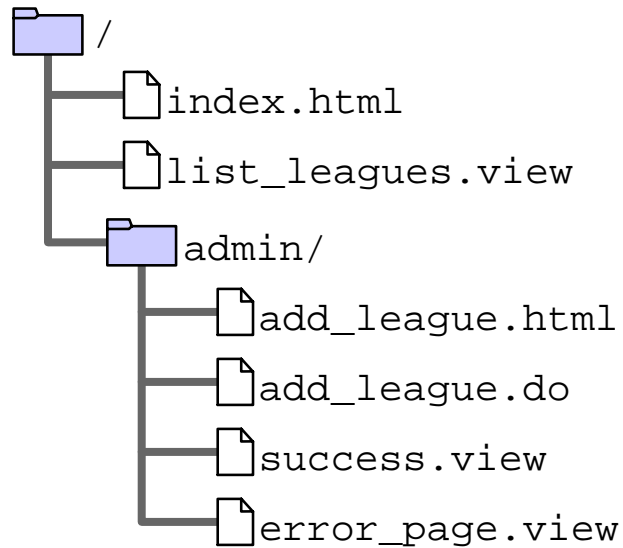 /
index.html
list_leagues.view
admin/
add_league.html
add_league.do
success.view
error_page.view